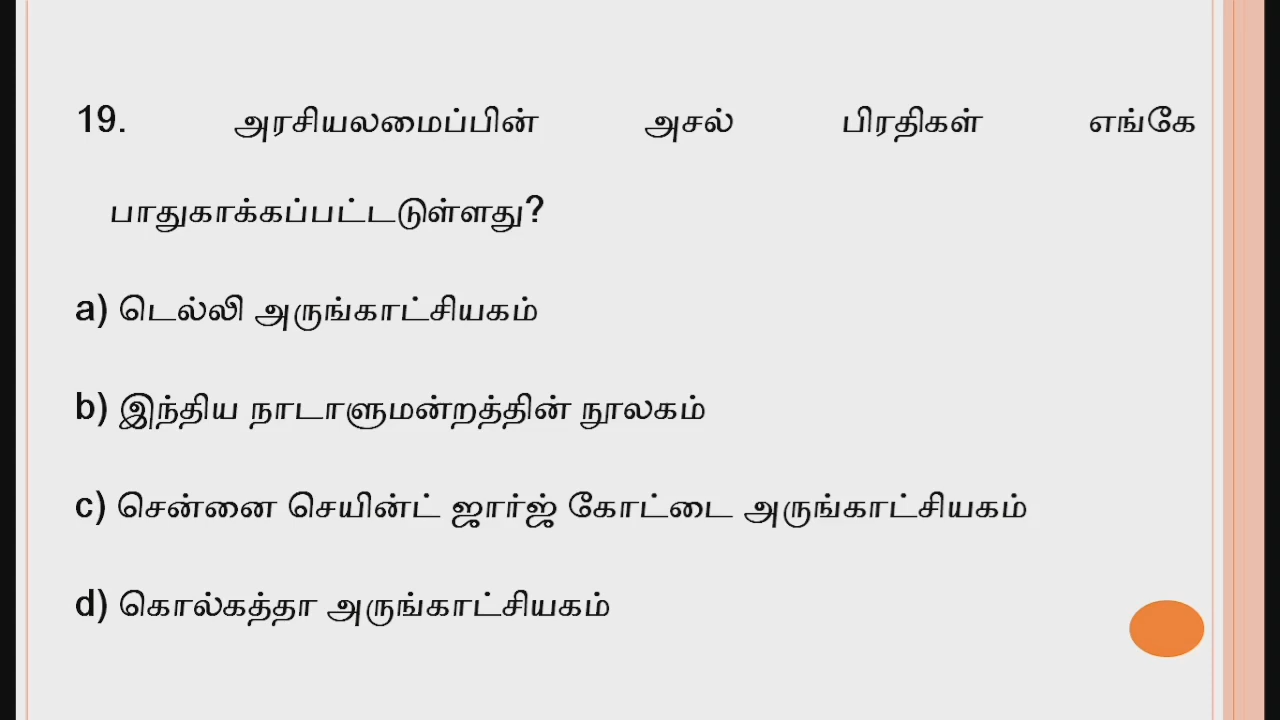 19. அரசியலமைப்பின் அசல் பிரதிகள் எங்கே
பாதுகாக்கப்பட்டடுள்ளது?
a) டெல்லி அருங்காட்சியகம்
b) இந்திய நாடாளுமன்றத்தின் நூலகம்
c) சென்னை செயின்ட் ஜார்ஜ் கோட்டை அருங்காட்சியகம்
d) கொல்கத்தா அருங்காட்சியகம்